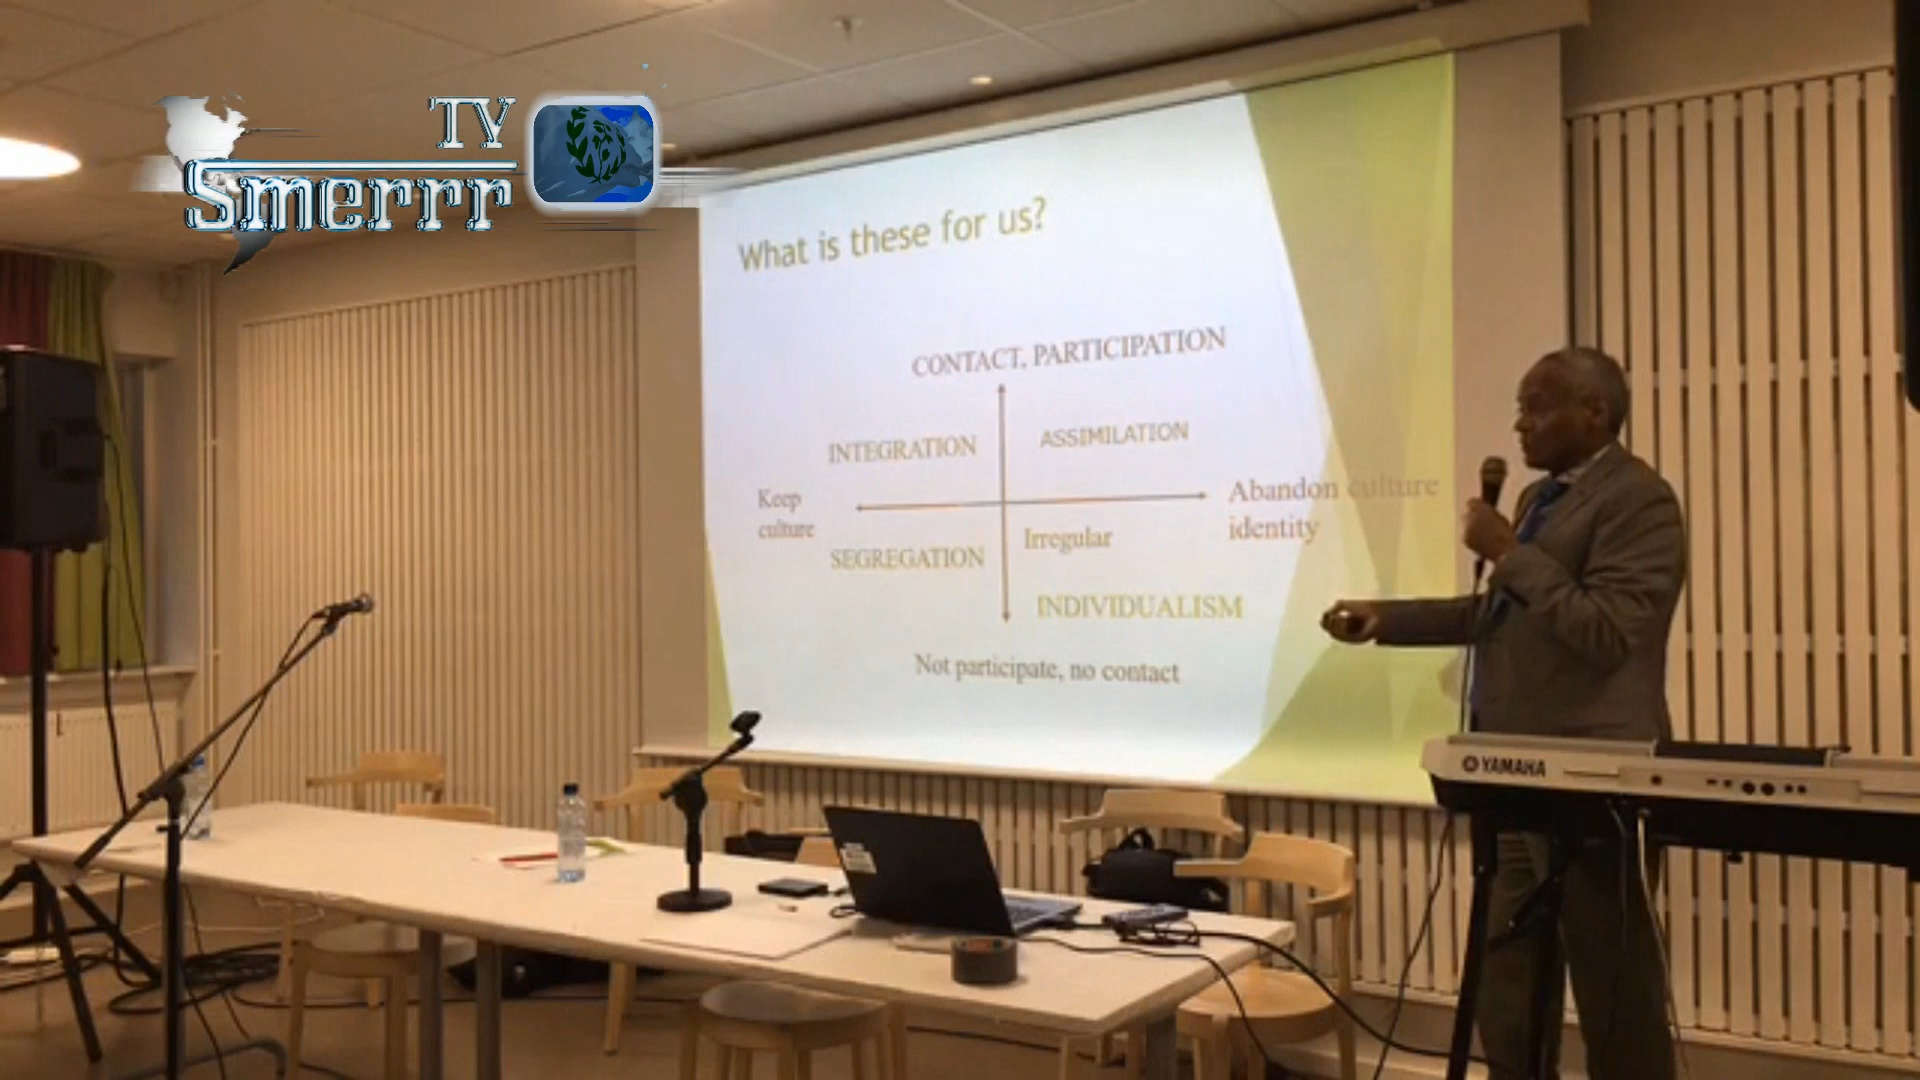 TV
Smerrr
What is these for us?
CONTACT, PARTICIPATION
INTEGRATION
ASSIMILATION
Keep
culture
Abandon culture
identity
SEGREGATION
Irregular
INDIVIDUALISM
Not participate, no contact
YAMAHA